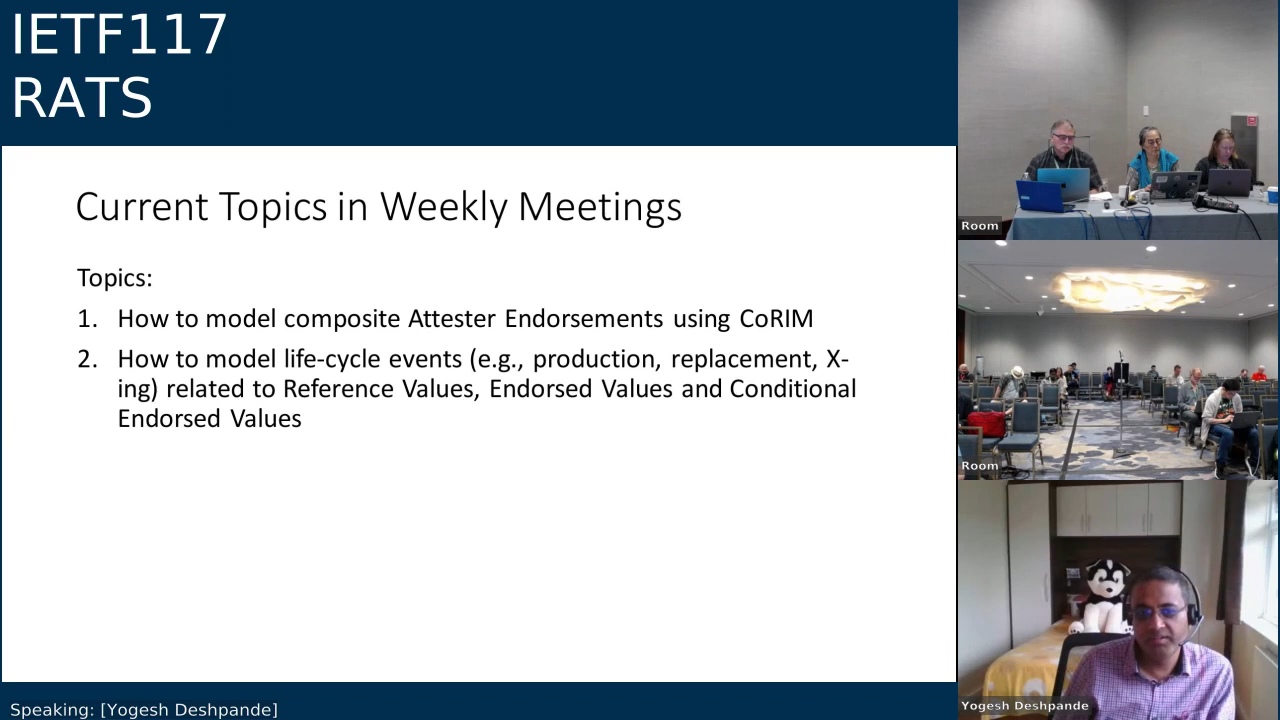 IETF117
RATS
Current Topics in Weekly Meetings
Topics:
1. How to model composite Attester Endorsements using CoRIM
2. How to model life-cycle events (e.g., production, replacement, X-
ing) related to Reference Values, Endorsed Values and Conditional
Endorsed Values
Room
Room
Yogesh Deshpande
Speaking: [Yogesh Deshpande]